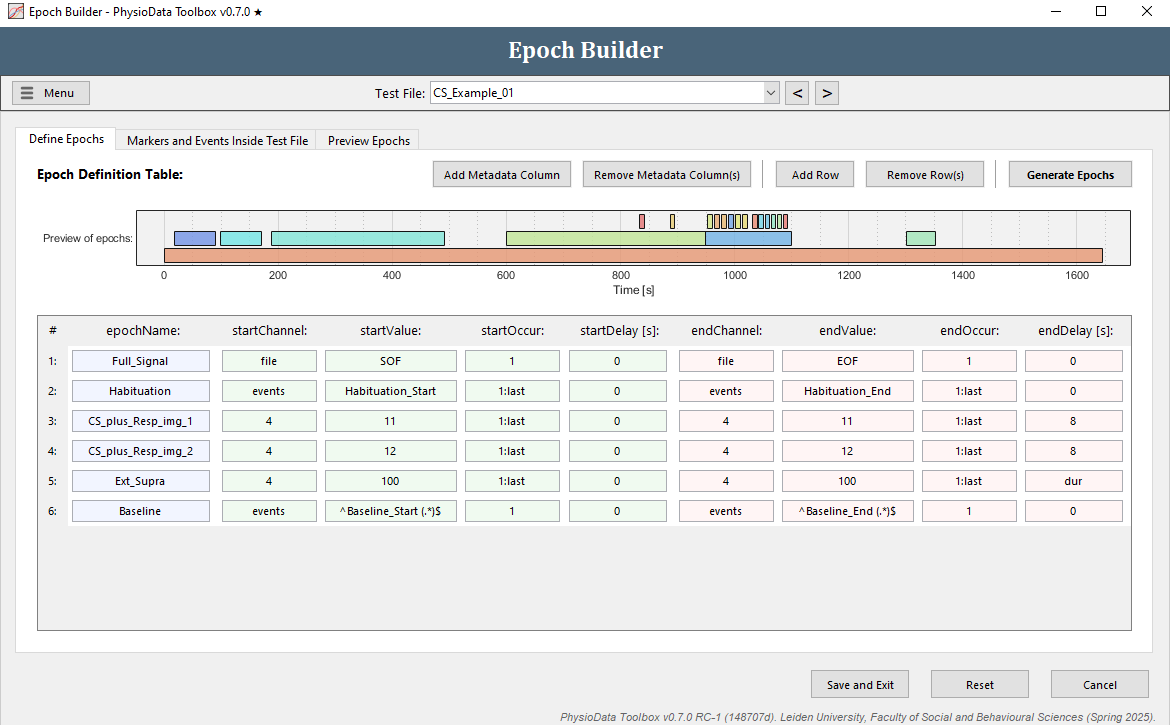 Epoch Builder - PhysioData Toolbox v0.7.0 ★
Epoch Builder
Menu
Test File: CS_Example_01 < >
Define Epochs Markers and Events Inside Test File Preview Epochs
Epoch Definition Table: Add Metadata Column Remove Metadata Column(s) Add Row Remove Row(s) Generate Epochs
Preview of epochs:
0 200 400 600 800 1000 1200 1400 1600
Time [s]
# epochName: startChannel: startValue: startOccur: startDelay [s]: endChannel: endValue: endOccur: endDelay [s]:
1: Full_Signal file SOF 1 0 file EOF 1 0
2: Habituation events Habituation_Start 1:last 0 events Habituation_End 1:last 0
3: CS_plus_Resp_img_1 4 11 1:last 0 4 11 1:last 8
4: CS_plus_Resp_img_2 4 12 1:last 0 4 12 1:last 8
5: Ext_Supra 4 100 1:last 0 4 100 1:last dur
6: Baseline events ^Baseline_Start (.*)$ 1 0 events ^Baseline_End (.*)$ 1 0
Save and Exit Reset Cancel
PhysioData Toolbox v0.7.0 RC-1 (148707d). Leiden University, Faculty of Social and Behavioural Sciences (Spring 2025).